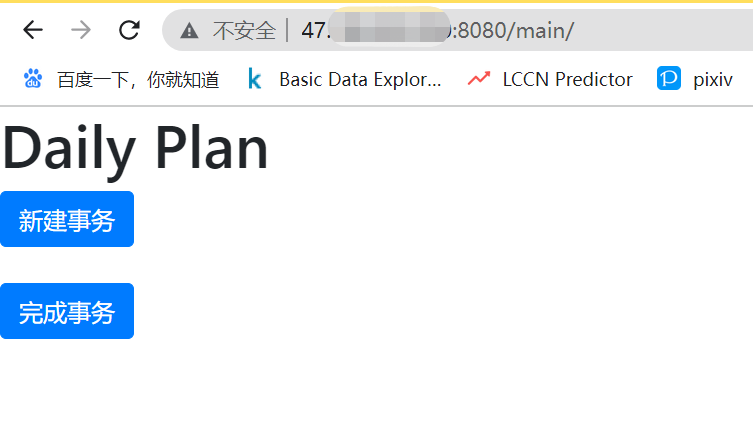 不安全 47.:8080/main/
百度一下，你就知道 Basic Data Explor... LCCN Predictor pixiv
Daily Plan
新建事务
完成事务